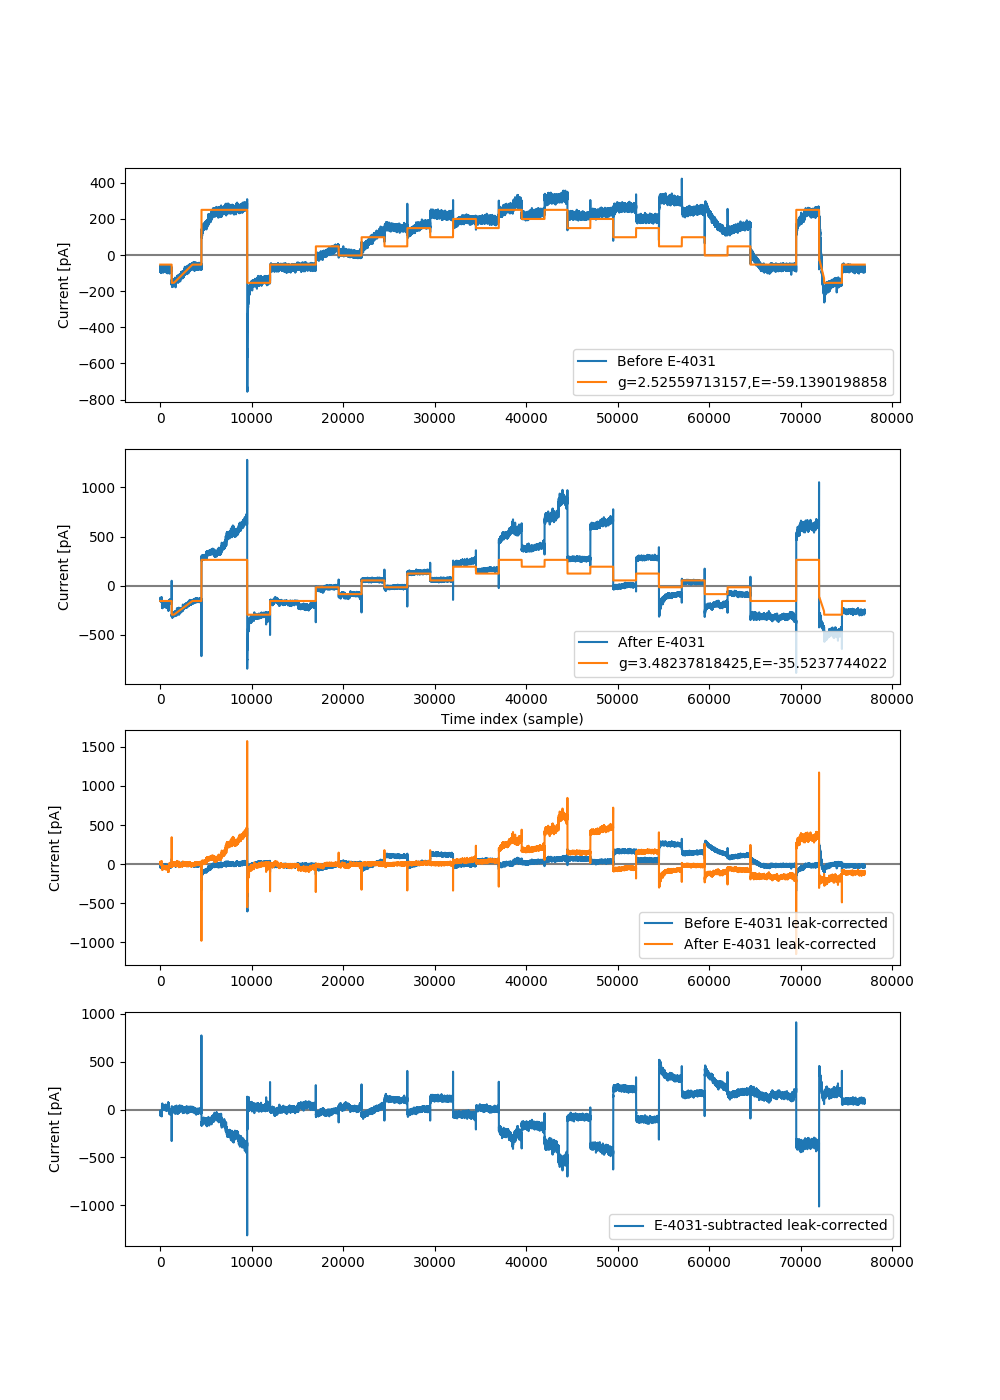 400
200
0
−200
−400
−600
−800
Current [pA]
Before E-4031
g=2.52559713157,E=-59.1390198858
0 10000 20000 30000 40000 50000 60000 70000 80000
1000
500
0
−500
Current [pA]
After E-4031
g=3.48237818425,E=-35.5237744022
0 10000 20000 30000 40000 50000 60000 70000 80000
Time index (sample)
1500
1000
500
0
−500
−1000
Current [pA]
Before E-4031 leak-corrected
After E-4031 leak-corrected
0 10000 20000 30000 40000 50000 60000 70000 80000
1000
500
0
−500
−1000
Current [pA]
E-4031-subtracted leak-corrected
0 10000 20000 30000 40000 50000 60000 70000 80000